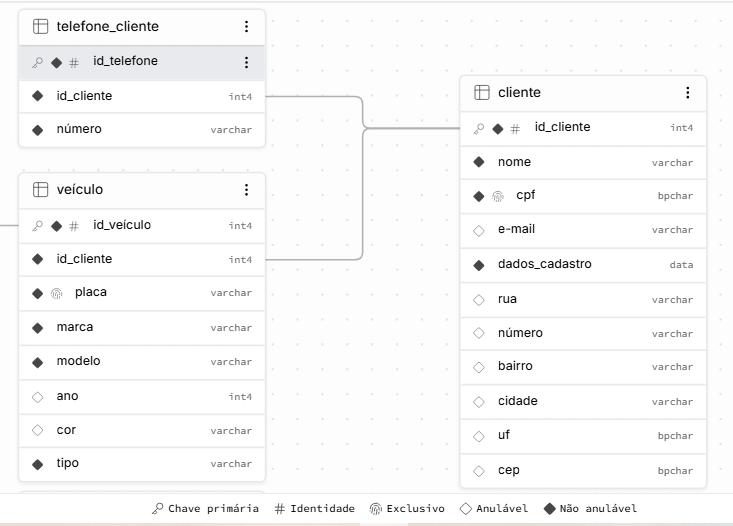 telefone_cliente
id_telefone
id_cliente int4
número varchar
veículo
id_veículo int4
id_cliente int4
placa varchar
marca varchar
modelo varchar
ano int4
cor varchar
tipo varchar
cliente
id_cliente int4
nome varchar
cpf bpchar
e-mail varchar
dados_cadastro data
rua varchar
número varchar
bairro varchar
cidade varchar
uf bpchar
cep bpchar
Chave primária # Identidade Exclusivo Anulável Não anulável